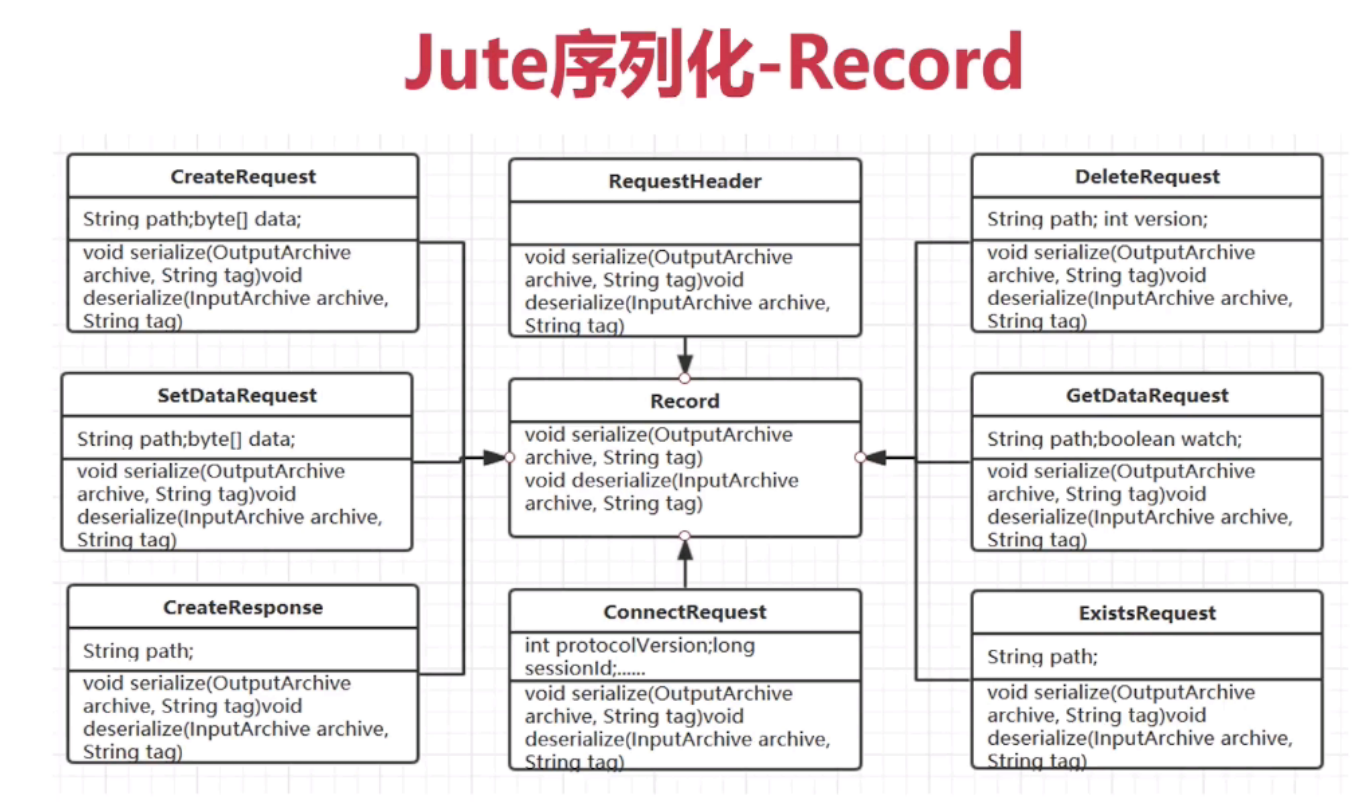 Jute序列化-Record
CreateRequest
String path;byte[] data;
void serialize(OutputArchive
archive, String tag)void
deserialize(InputArchive archive,
String tag)
RequestHeader
void serialize(OutputArchive
archive, String tag)void
deserialize(InputArchive archive,
String tag)
DeleteRequest
String path; int version;
void serialize(OutputArchive
archive, String tag)void
deserialize(InputArchive archive,
String tag)
SetDataRequest
String path;byte[] data;
void serialize(OutputArchive
archive, String tag)void
deserialize(InputArchive archive,
String tag)
Record
void serialize(OutputArchive
archive, String tag)
void deserialize(InputArchive
archive, String tag)
GetDataRequest
String path;boolean watch;
void serialize(OutputArchive
archive, String tag)void
deserialize(InputArchive archive,
String tag)
CreateResponse
String path;
void serialize(OutputArchive
archive, String tag)void
deserialize(InputArchive archive,
String tag)
ConnectRequest
int protocolVersion;long
sessionId;......
void serialize(OutputArchive
archive, String tag)void
deserialize(InputArchive archive,
String tag)
ExistsRequest
String path;
void serialize(OutputArchive
archive, String tag)void
deserialize(InputArchive archive,
String tag)